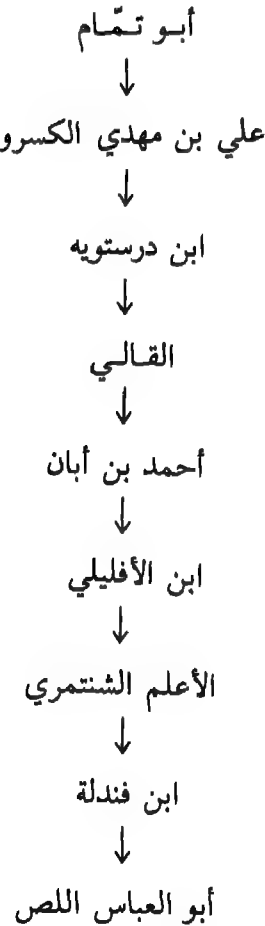 أبو تمّام
↓
علي بن مهدي الكسرو
↓
ابن درستويه
↓
القالي
↓
أحمد بن أبان
↓
ابن الأفليلي
↓
الأعلم الشنتمري
↓
ابن فندلة
↓
أبو العباس اللص